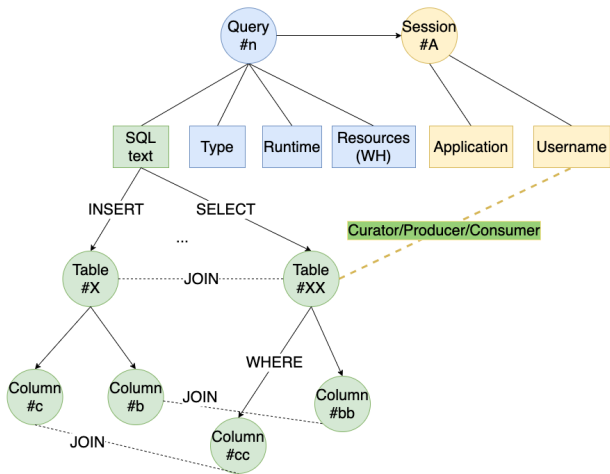 Query
#n
Session
#A
SQL
text
Type
Runtime
Resources
(WH)
Application
Username
INSERT
SELECT
Curator/Producer/Consumer
...
Table
#X
JOIN
Table
#XX
WHERE
Column
#c
Column
#b
JOIN
Column
#bb
JOIN
Column
#cc